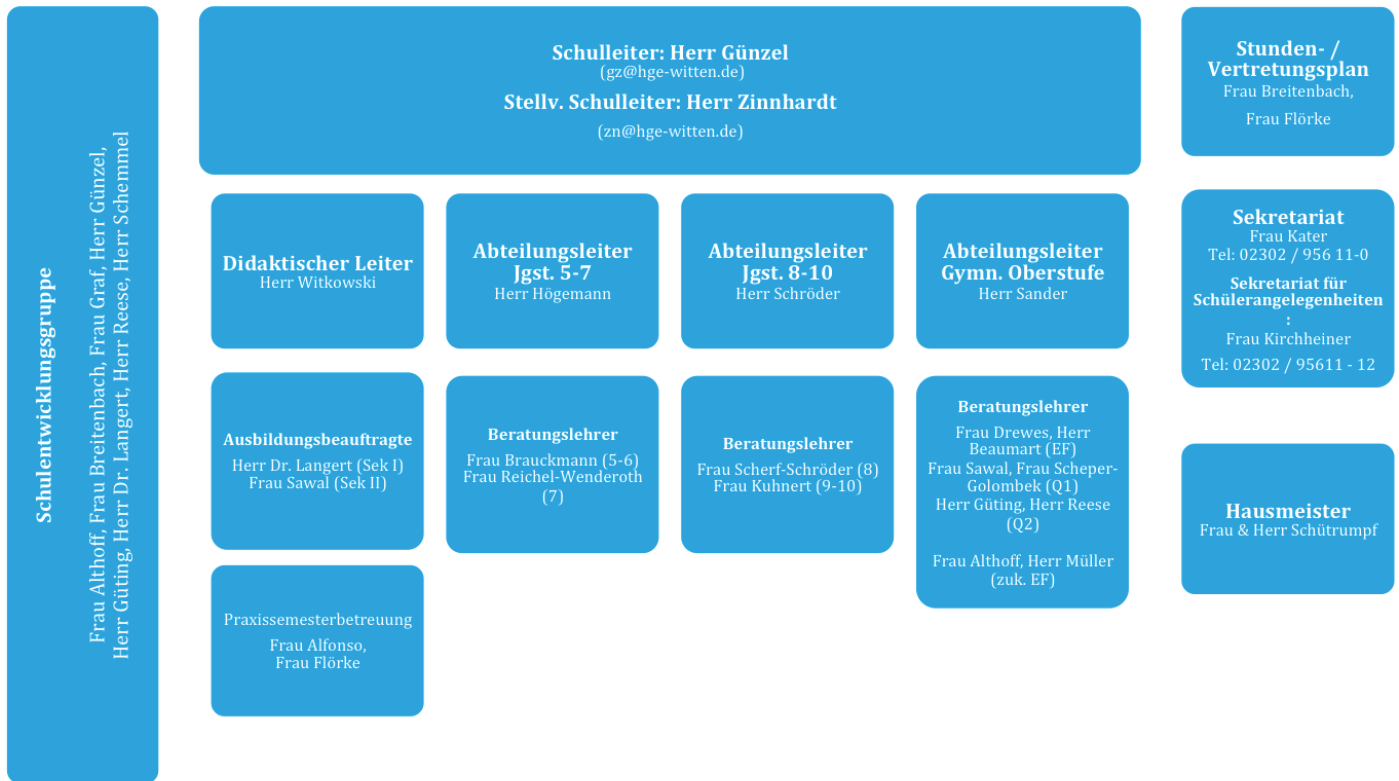 Schulentwicklungsgruppe
Frau Althoff, Frau Breitenbach, Frau Graf, Herr Günzel,
Herr Güting, Herr Dr. Langert, Herr Reese, Herr Schemmel
Schulleiter: Herr Günzel
(gz@hge-witten.de)
Stellv. Schulleiter: Herr Zinnhardt
(zn@hge-witten.de)
Didaktischer Leiter
Herr Witkowski
Abteilungsleiter
Jgst. 5-7
Herr Högemann
Abteilungsleiter
Jgst. 8-10
Herr Schröder
Abteilungsleiter
Gymn. Oberstufe
Herr Sander
Ausbildungsbeauftragte
Herr Dr. Langert (Sek I)
Frau Sawal (Sek II)
Beratungslehrer
Frau Brauckmann (5-6)
Frau Reichel-Wenderoth
(7)
Beratungslehrer
Frau Scherf-Schröder (8)
Frau Kuhnert (9-10)
Beratungslehrer
Frau Drewes, Herr
Beaumart (EF)
Frau Sawal, Frau Scheper-
Golombek (Q1)
Herr Güting, Herr Reese
(Q2)
Frau Althoff, Herr Müller
(zuk. EF)
Praxissemesterbetreuung
Frau Alfonso,
Frau Flörke
Stunden- /
Vertretungsplan
Frau Breitenbach,
Frau Flörke
Sekretariat
Frau Kater
Tel: 02302 / 956 11-0
Sekretariat für
Schülerangelegenheiten
:
Frau Kirchheiner
Tel: 02302 / 95611 - 12
Hausmeister
Frau & Herr Schütrumpf